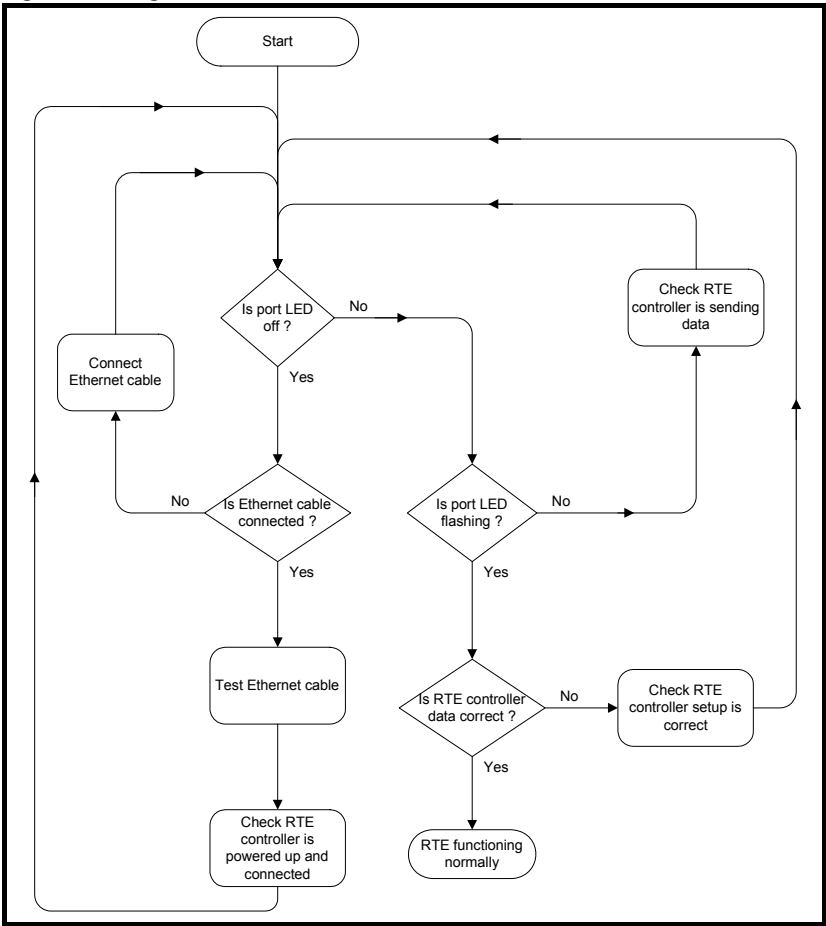 Start
Is port LED
off ?
No
Yes
Check RTE
controller is sending
data
Connect
Ethernet cable
Is Ethernet cable
connected ?
No
Yes
Is port LED
flashing ?
No
Yes
Test Ethernet cable
Is RTE controller
data correct ?
No
Yes
Check RTE
controller setup is
correct
Check RTE
controller is
powered up and
connected
RTE functioning
normally